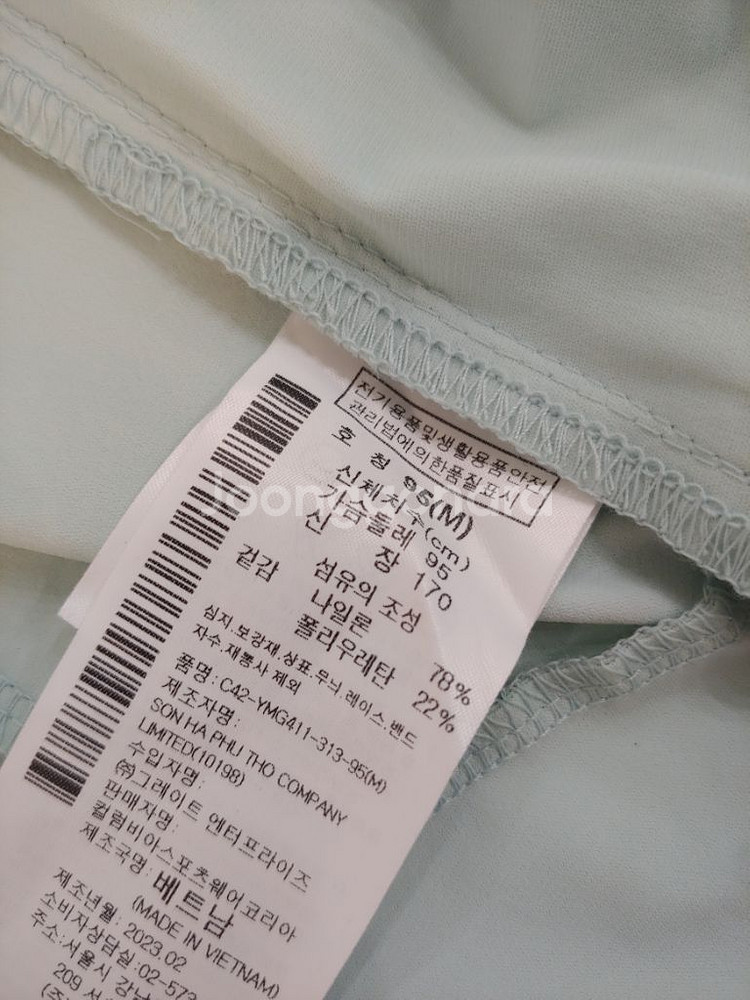 전기용품및생활용품안전
관리법에의한품질표시
호 칭 95(M)
신체치수(cm)
가슴둘레 95
신 장 170
겉감 섬유의 조성
나일론 78%
폴리우레탄 22%
심지.보강재.상표.무늬.레이스.밴드
자수.재봉사 제외
품명:C42-YMG411-313-95(M)
제조자명:
SON HA PHU THO COMPANY
LIMITED(10198)
수입자명:
㈜그레이트 엔터프라이즈
판매자명:
컬럼비아스포츠웨어코리아
제조국명: 베트남
(MADE IN VIETNAM)
제조년월: 2023.02
소비자상담실:02-573
주소:서울시 강남
209
Joongonara